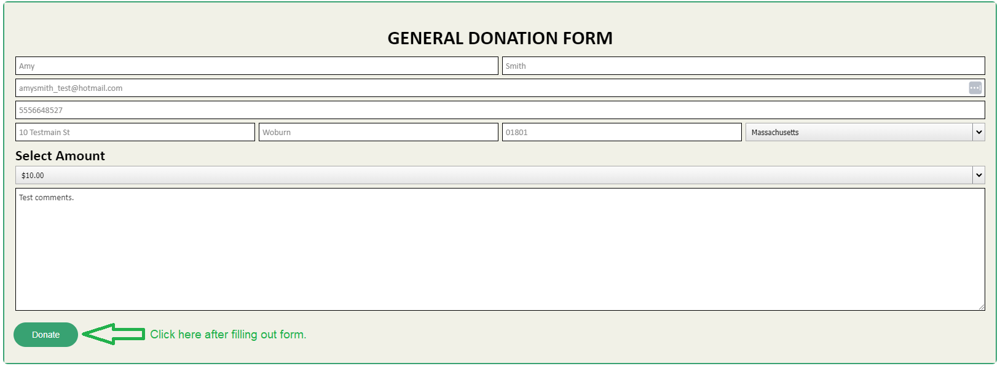 GENERAL DONATION FORM
Amy Smith
amysmith_test@hotmail.com
5556648527
10 Testmain St Woburn 01801 Massachusetts
Select Amount
$10.00
Test comments.
Donate Click here after filling out form.